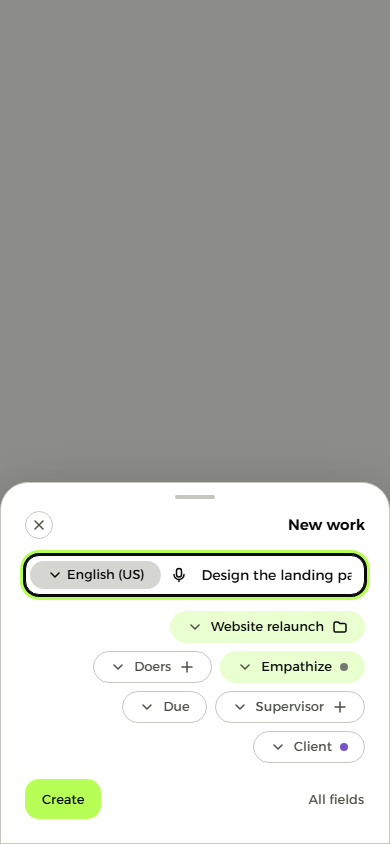 New work
English (US) Design the landing pa
Website relaunch
Doers Empathize
Due Supervisor
Client
Create All fields